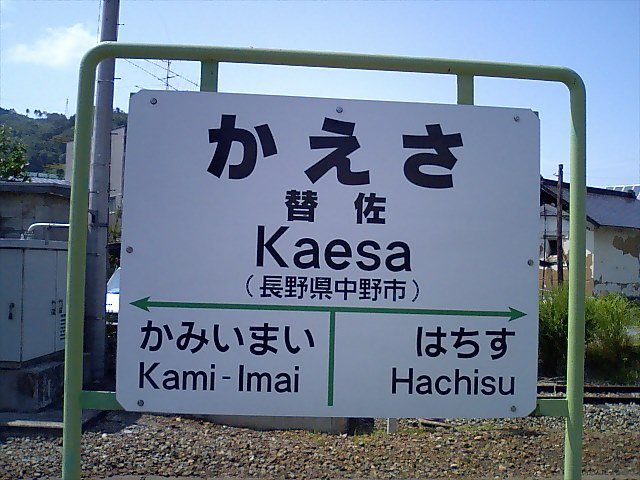 かえさ
替佐
Kaesa
(長野県中野市)
かみいまい はちす
Kami-Imai Hachisu